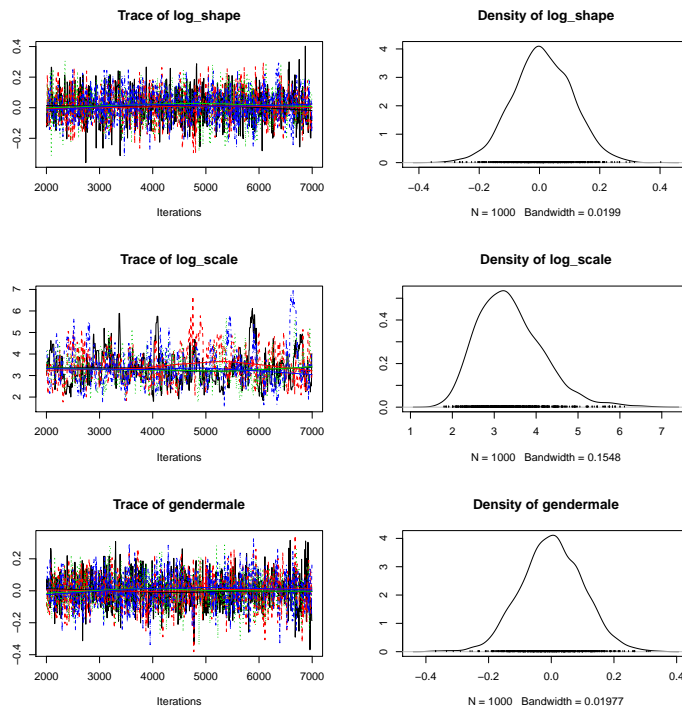 Trace of log_shape
−0.2 0.0 0.2 0.4
2000 3000 4000 5000 6000 7000
Iterations
Density of log_shape
0 1 2 3 4
−0.4 −0.2 0.0 0.2 0.4
N = 1000 Bandwidth = 0.0199
Trace of log_scale
2 3 4 5 6 7
2000 3000 4000 5000 6000 7000
Iterations
Density of log_scale
0.0 0.2 0.4
1 2 3 4 5 6 7
N = 1000 Bandwidth = 0.1548
Trace of gendermale
−0.4 −0.2 0.0 0.2
2000 3000 4000 5000 6000 7000
Iterations
Density of gendermale
0 1 2 3 4
−0.4 −0.2 0.0 0.2 0.4
N = 1000 Bandwidth = 0.01977